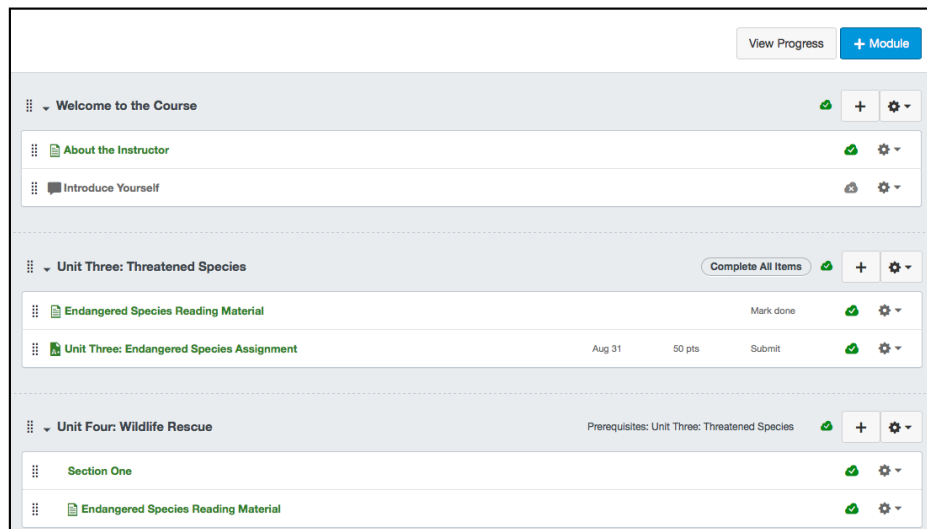 View Progress
+ Module
Welcome to the Course
About the Instructor
Introduce Yourself
Unit Three: Threatened Species Complete All Items
Endangered Species Reading Material Mark done
Unit Three: Endangered Species Assignment Aug 31 50 pts Submit
Unit Four: Wildlife Rescue Prerequisites: Unit Three: Threatened Species
Section One
Endangered Species Reading Material